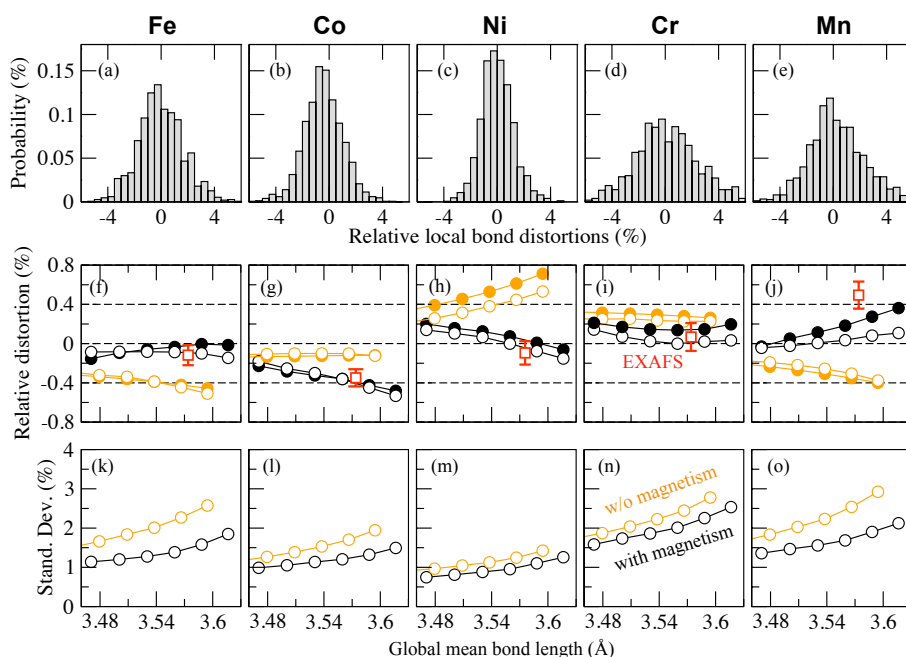 Fe Co Ni Cr Mn
Probability (%)
0.15
0.1
0.05
0
(a) (b) (c) (d) (e)
-4 0 4 -4 0 4 -4 0 4 -4 0 4 -4 0 4
Relative local bond distortions (%)
Relative distortion (%)
0.8
0.4
0
-0.4
-0.8
(f) (g) (h) (i) (j)
EXAFS
Stand. Dev. (%)
4
3
2
1
0
(k) (l) (m) (n) (o)
w/o magnetism
with magnetism
3.48 3.54 3.6 3.48 3.54 3.6 3.48 3.54 3.6 3.48 3.54 3.6 3.48 3.54 3.6
Global mean bond length (Å)